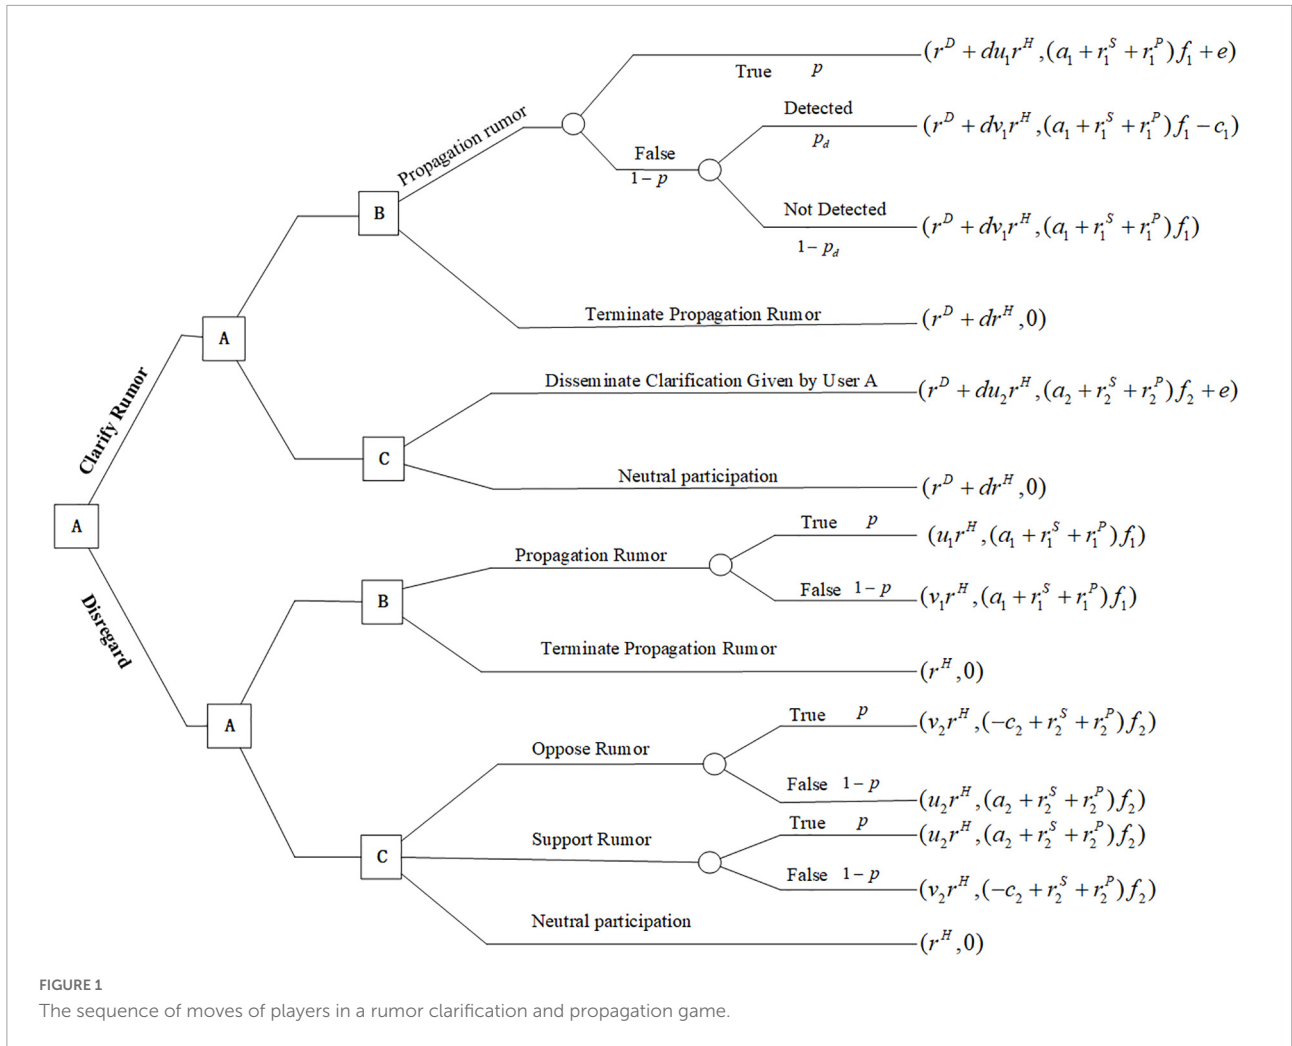 True p
(r^D + du_1r^H, (a_1 + r_1^S + r_1^P)f_1 + e)
Propagation rumor
Detected
p_d
(r^D + dv_1r^H, (a_1 + r_1^S + r_1^P)f_1 − c_1)
False
1− p
Not Detected
1− p_d
(r^D + dv_1r^H, (a_1 + r_1^S + r_1^P)f_1)
B
Terminate Propagation Rumor
(r^D + dr^H, 0)
A
Clarify Rumor
Disseminate Clarification Given by User A
(r^D + du_2r^H, (a_2 + r_2^S + r_2^P)f_2 + e)
C
Neutral participation
(r^D + dr^H, 0)
A
Propagation Rumor
True p
(u_1r^H, (a_1 + r_1^S + r_1^P)f_1)
False 1− p
(v_1r^H, (a_1 + r_1^S + r_1^P)f_1)
B
Disregard
Terminate Propagation Rumor
(r^H, 0)
A
Oppose Rumor
True p
(v_2r^H, (−c_2 + r_2^S + r_2^P)f_2)
False 1− p
(u_2r^H, (a_2 + r_2^S + r_2^P)f_2)
C
Support Rumor
True p
(u_2r^H, (a_2 + r_2^S + r_2^P)f_2)
False 1− p
(v_2r^H, (−c_2 + r_2^S + r_2^P)f_2)
Neutral participation
(r^H, 0)
FIGURE 1
The sequence of moves of players in a rumor clarification and propagation game.